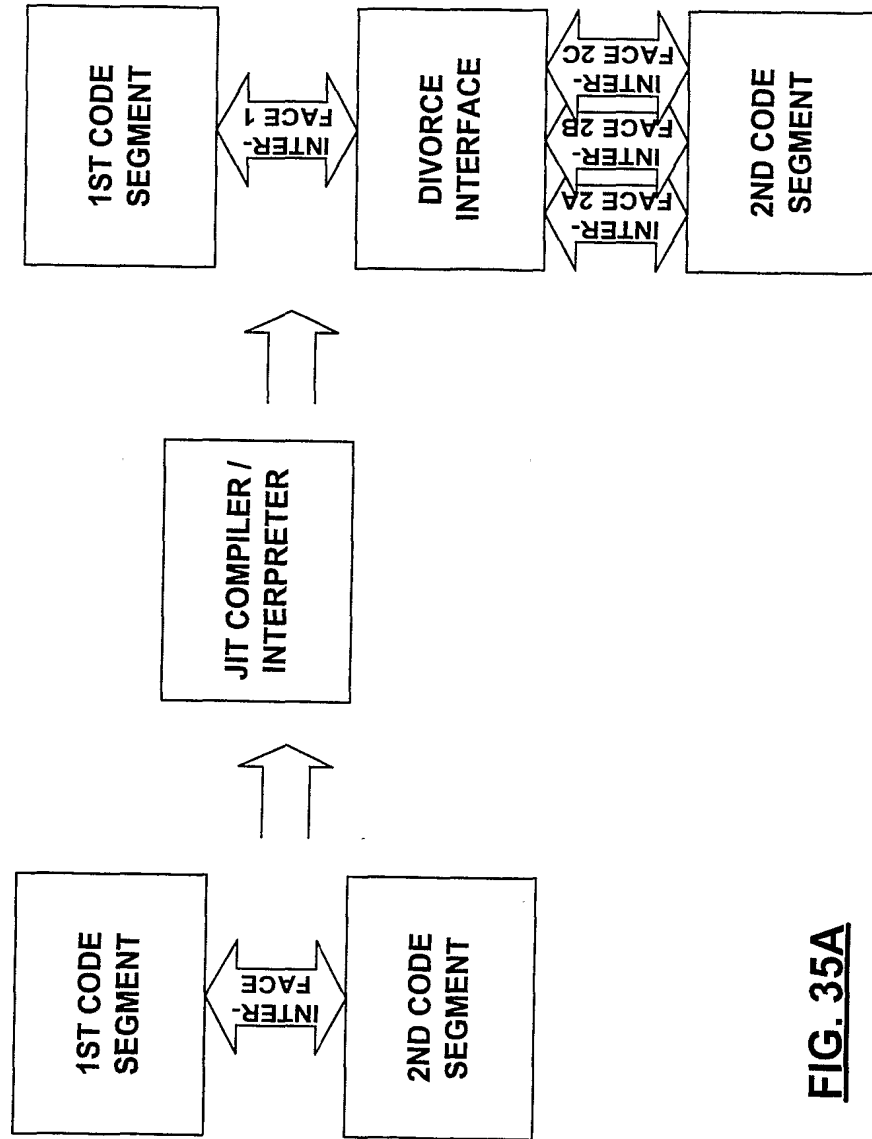 1ST CODE
SEGMENT
INTER-
FACE
2ND CODE
SEGMENT
JIT COMPILER /
INTERPRETER
1ST CODE
SEGMENT
INTER-
FACE 1
DIVORCE
INTERFACE
INTER-
FACE 2A
INTER-
FACE 2B
INTER-
FACE 2C
2ND CODE
SEGMENT
FIG. 35A